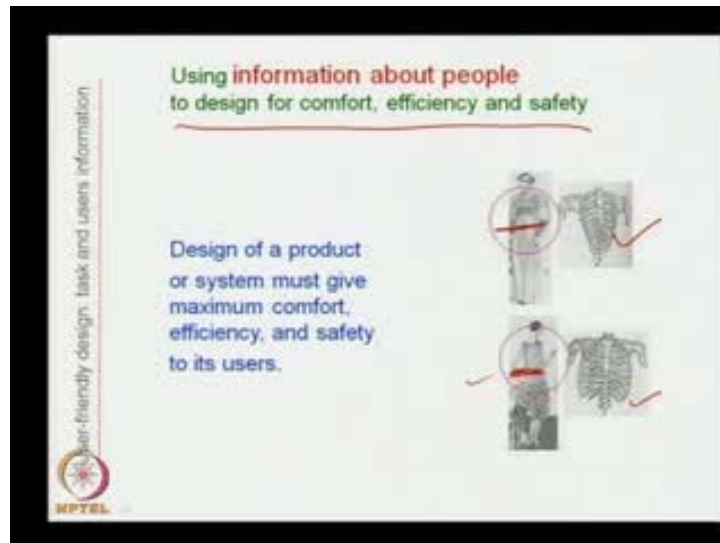 Using information about people
to design for comfort, efficiency and safety
Design of a product
or system must give
maximum comfort,
efficiency, and safety
to its users.
user-friendly design: task and users information
NPTEL